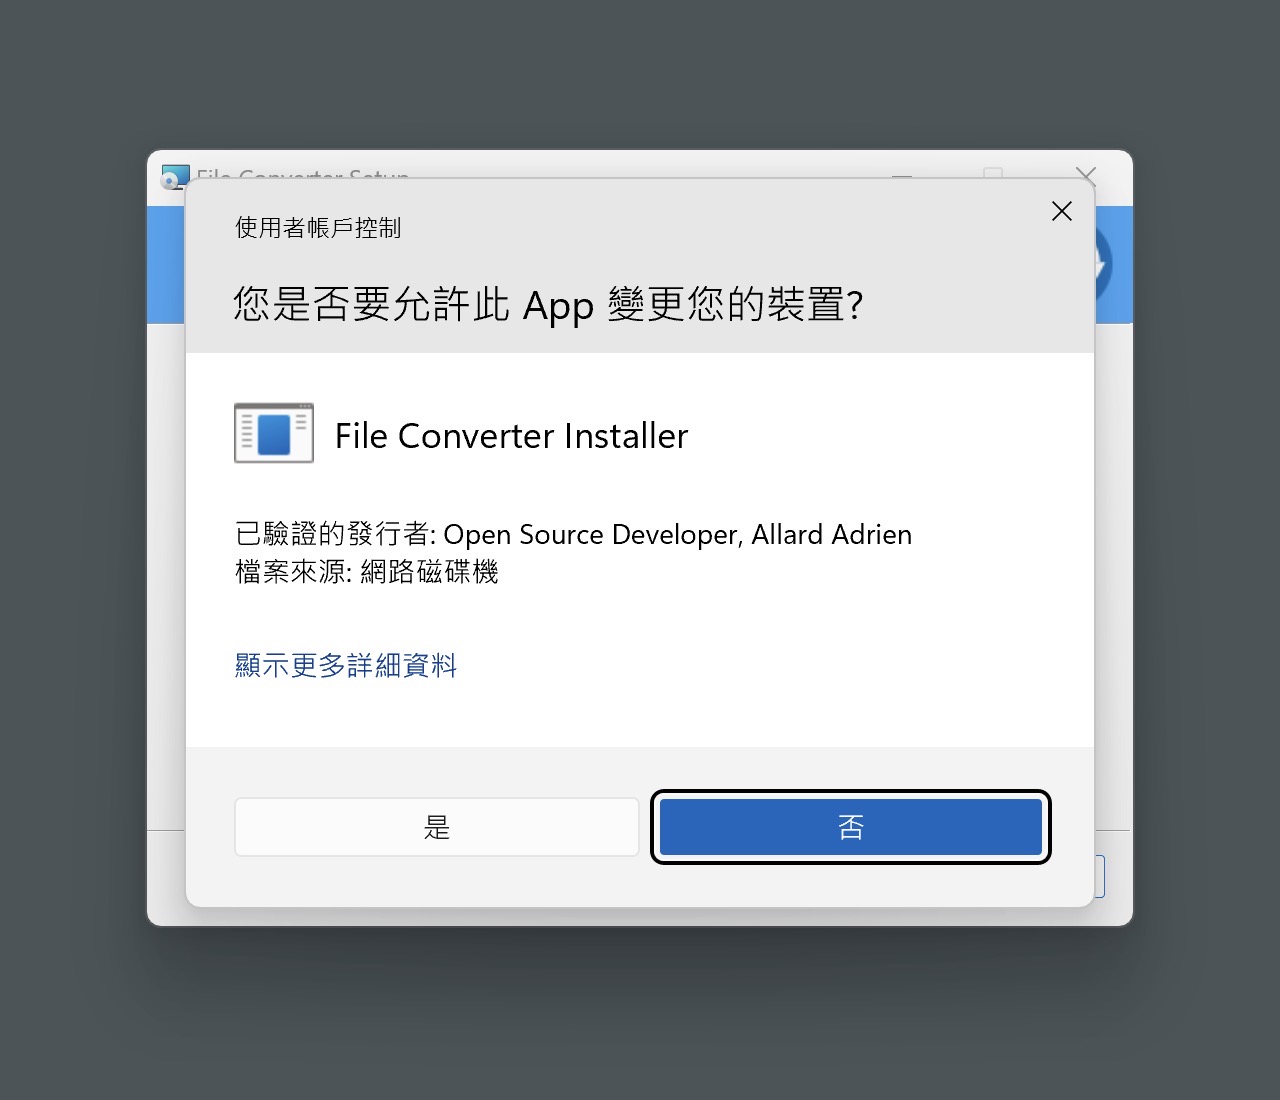 File Converter Setup
使用者帳戶控制
您是否要允許此 App 變更您的裝置?
File Converter Installer
已驗證的發行者: Open Source Developer, Allard Adrien
檔案來源: 網路磁碟機
顯示更多詳細資料
是
否